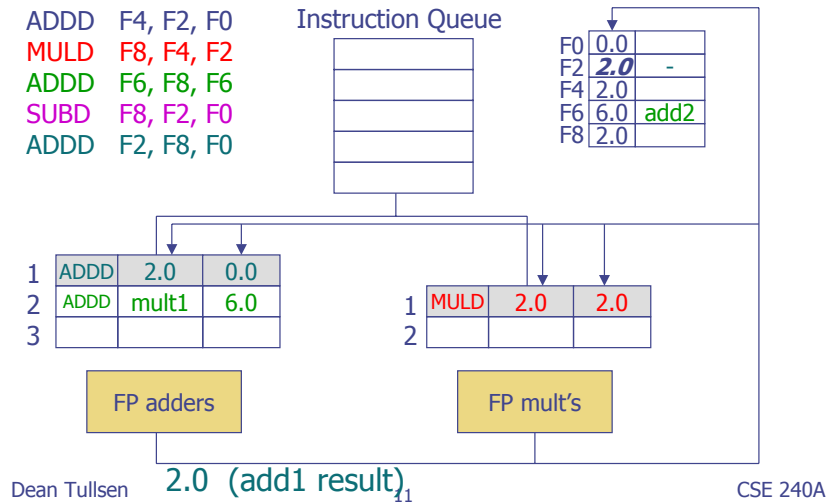 ADDD F4, F2, F0
MULD F8, F4, F2
ADDD F6, F8, F6
SUBD F8, F2, F0
ADDD F2, F8, F0
Instruction Queue
F0 0.0
F2 2.0 -
F4 2.0
F6 6.0 add2
F8 2.0
1 ADDD 2.0 0.0
2 ADDD mult1 6.0
3
1 MULD 2.0 2.0
2
FP adders
FP mult's
2.0 (add1 result)
Dean Tullsen
11
CSE 240A